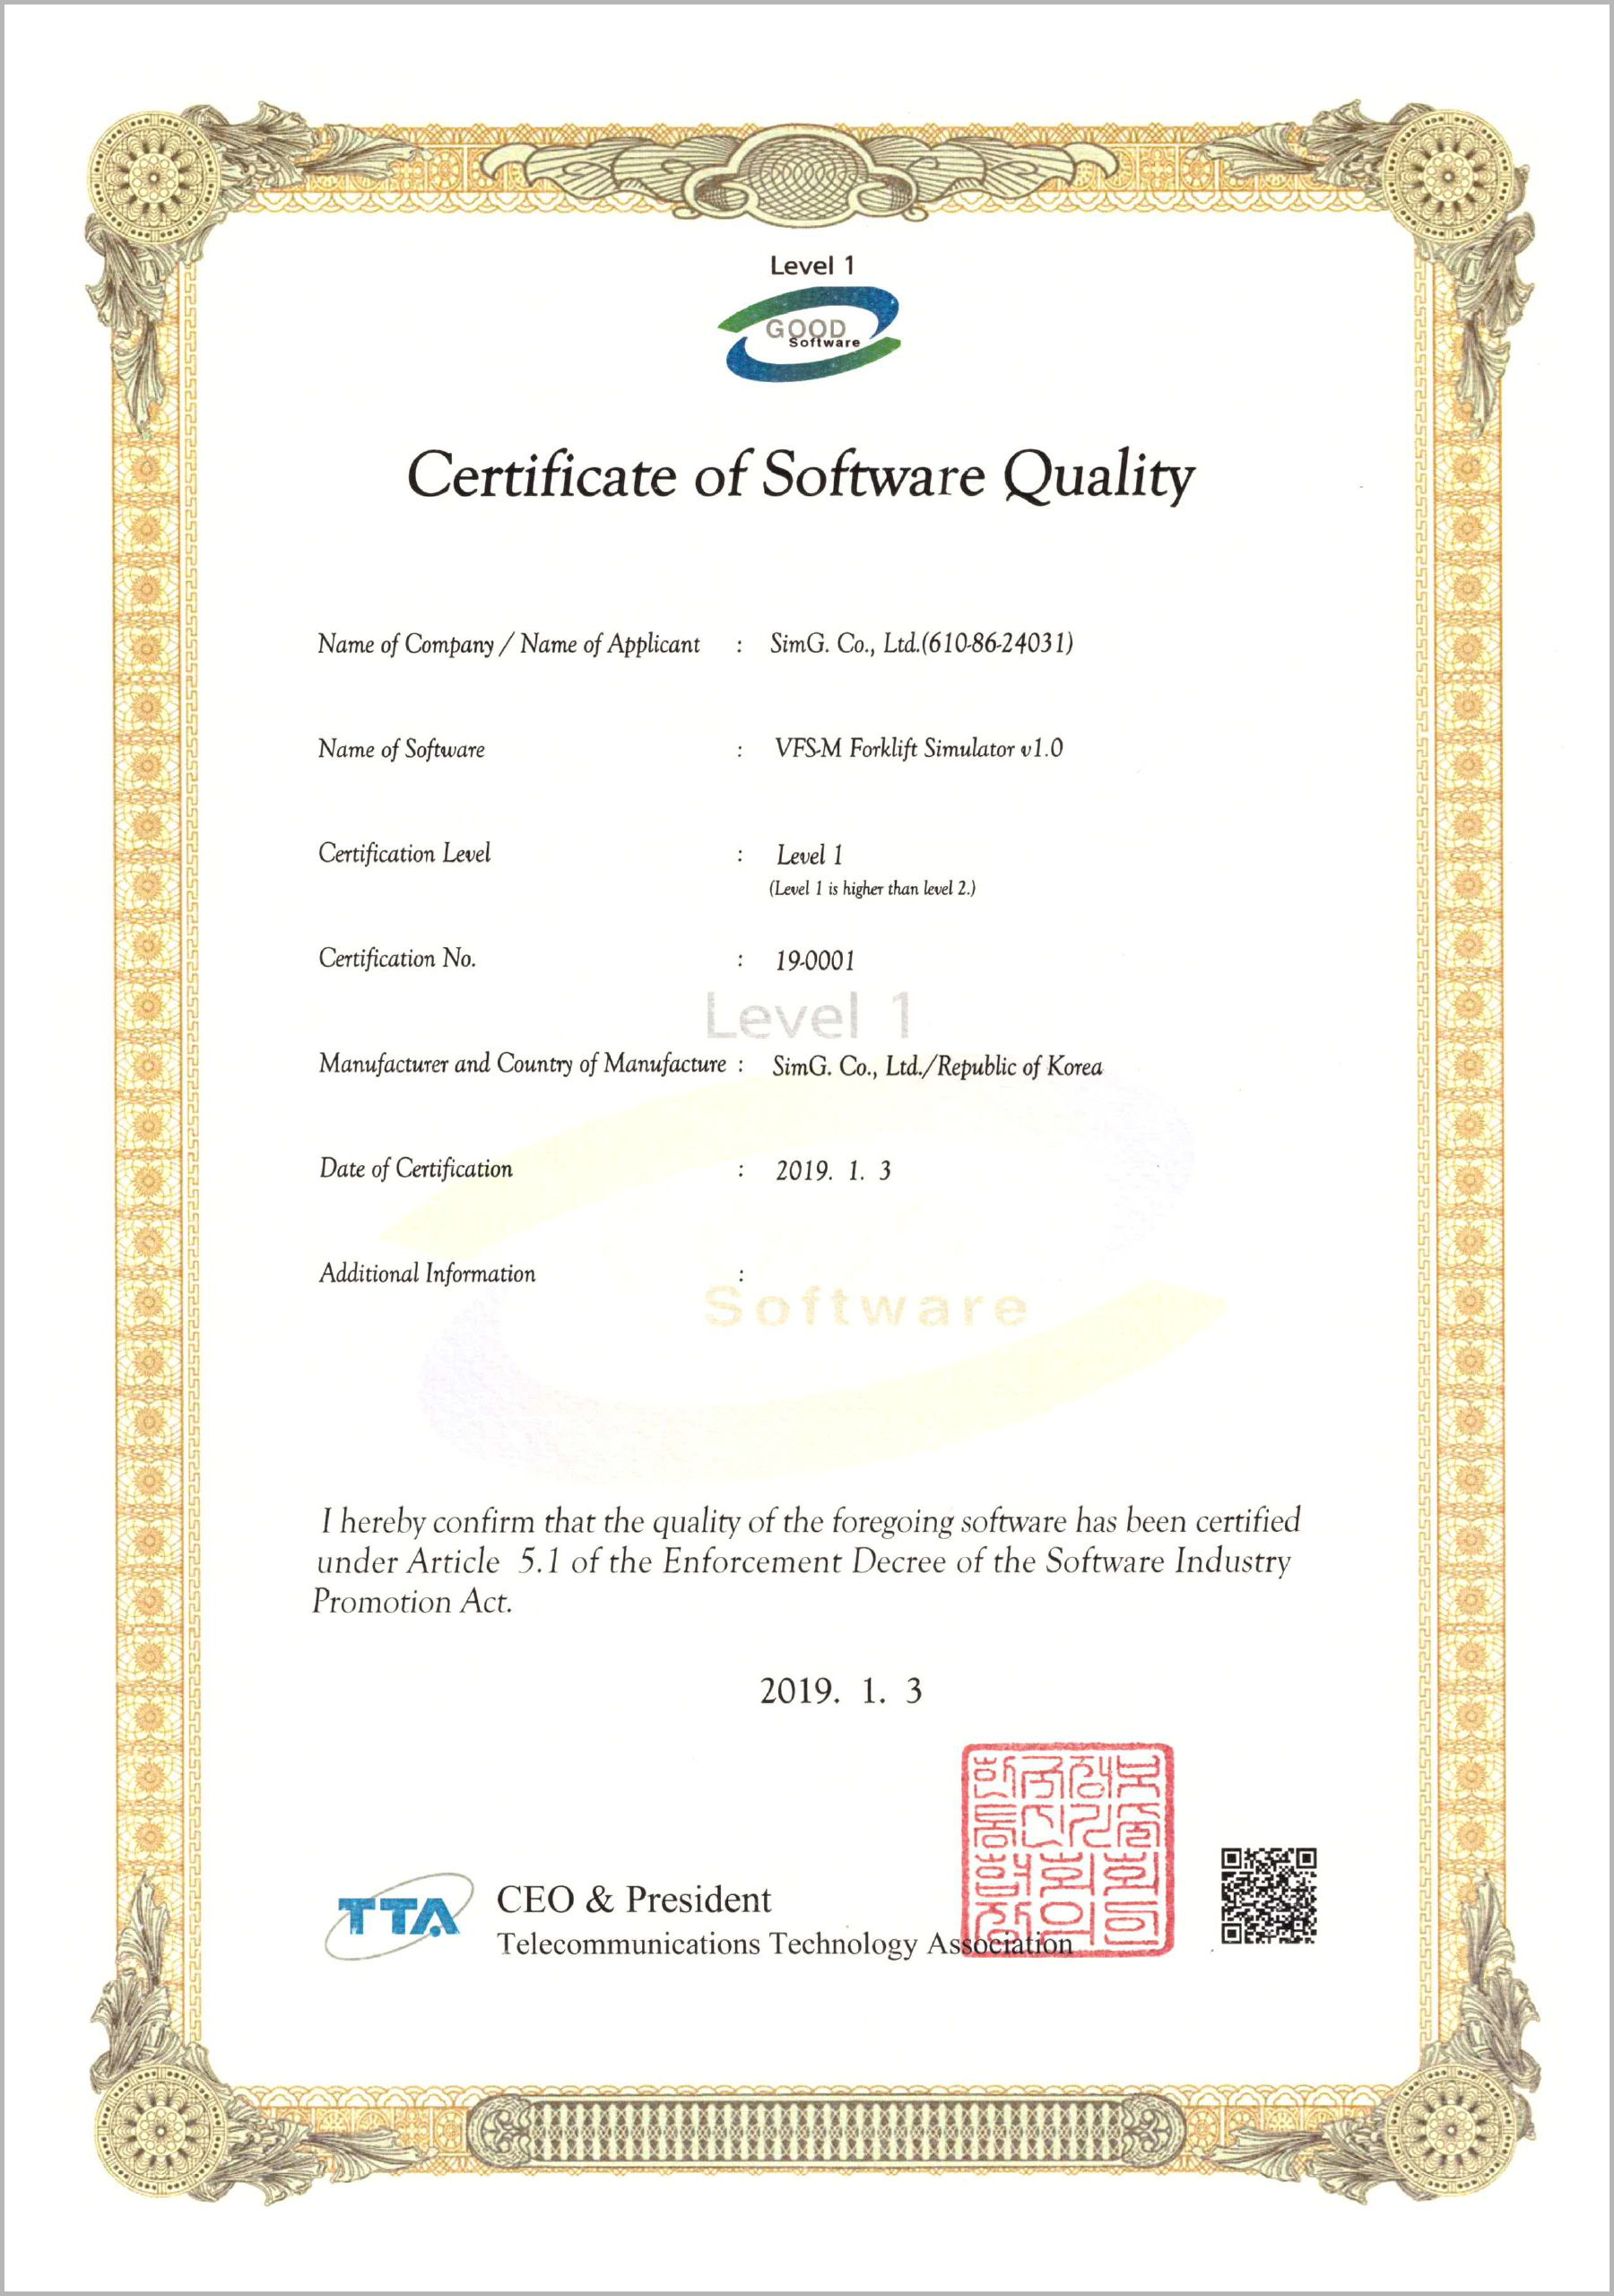 Level 1
GOOD
Software
Certificate of Software Quality
Name of Company / Name of Applicant : SimG. Co., Ltd.(610-86-24031)
Name of Software : VFS-M Forklift Simulator v1.0
Certification Level : Level 1
(Level 1 is higher than level 2.)
Certification No. : 19-0001
Level 1
Manufacturer and Country of Manufacture : SimG. Co., Ltd./Republic of Korea
Date of Certification : 2019. 1. 3
Additional Information :
Software
I hereby confirm that the quality of the foregoing software has been certified
under Article 5.1 of the Enforcement Decree of the Software Industry
Promotion Act.
2019. 1. 3
TTA
CEO & President
Telecommunications Technology Association